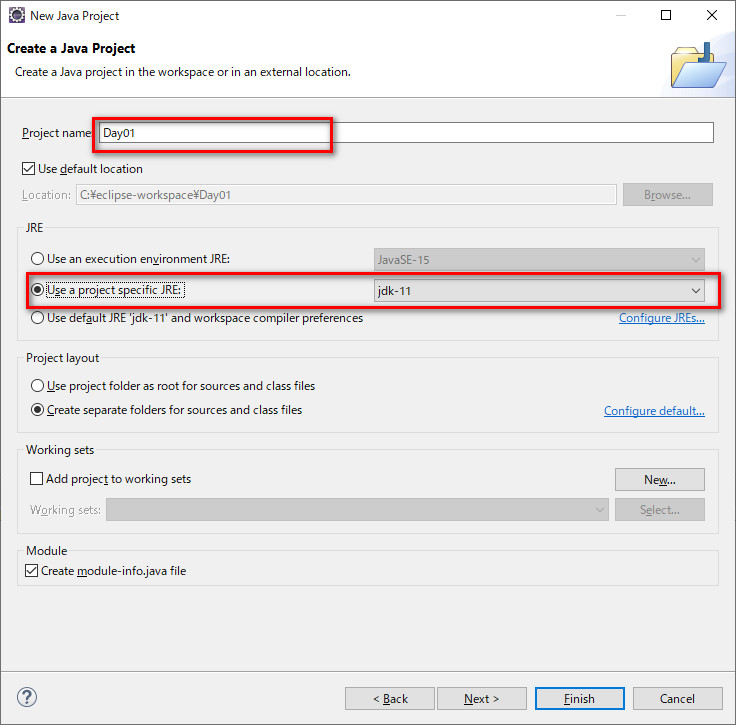 New Java Project
Create a Java Project
Create a Java project in the workspace or in an external location.
Project name: Day01
Use default location
Location: C:¥eclipse-workspace¥Day01 Browse...
JRE
Use an execution environment JRE: JavaSE-15
Use a project specific JRE: jdk-11
Use default JRE 'jdk-11' and workspace compiler preferences Configure JREs...
Project layout
Use project folder as root for sources and class files
Create separate folders for sources and class files Configure default...
Working sets
Add project to working sets New...
Working sets: Select...
Module
Create module-info.java file
? < Back Next > Finish Cancel